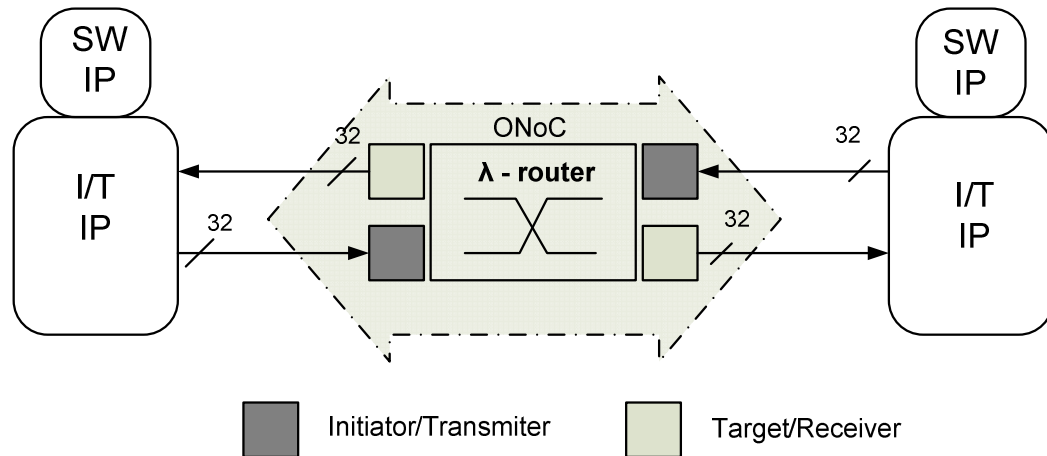 SW
IP
SW
IP
ONoC
32
32
λ - router
I/T
IP
I/T
IP
32
32
Initiator/Transmiter
Target/Receiver